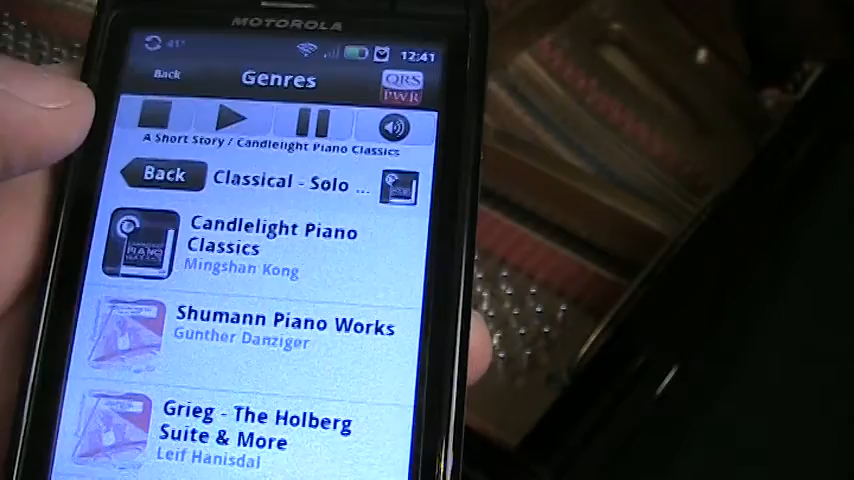 MOTOROLA
41° 12:41
Back Genres QRS
PWR
A Short Story / Candlelight Piano Classics
Back Classical - Solo ...
Candlelight Piano
Classics
Mingshan Kong
Shumann Piano Works
Gunther Danziger
Grieg - The Holberg
Suite & More
Leif Hanisdal